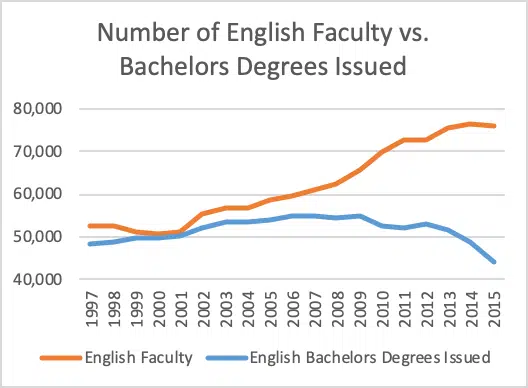 Number of English Faculty vs.
Bachelors Degrees Issued
80,000
70,000
60,000
50,000
40,000
1997 1998 1999 2000 2001 2002 2003 2004 2005 2006 2007 2008 2009 2010 2011 2012 2013 2014 2015
English Faculty English Bachelors Degrees Issued